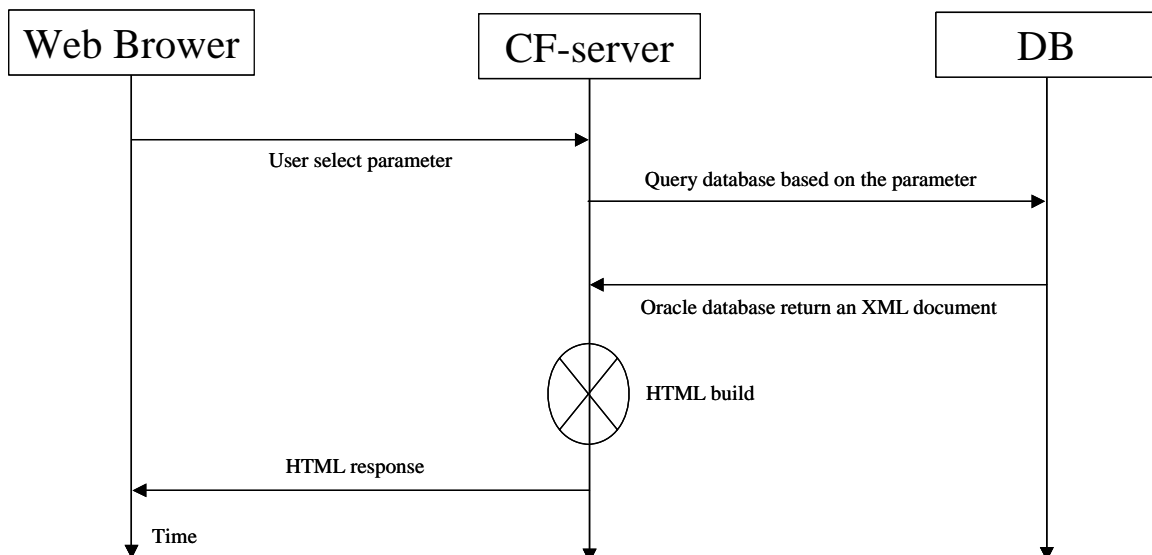 Web Brower
CF-server
DB
User select parameter
Query database based on the parameter
Oracle database return an XML document
HTML build
HTML response
Time